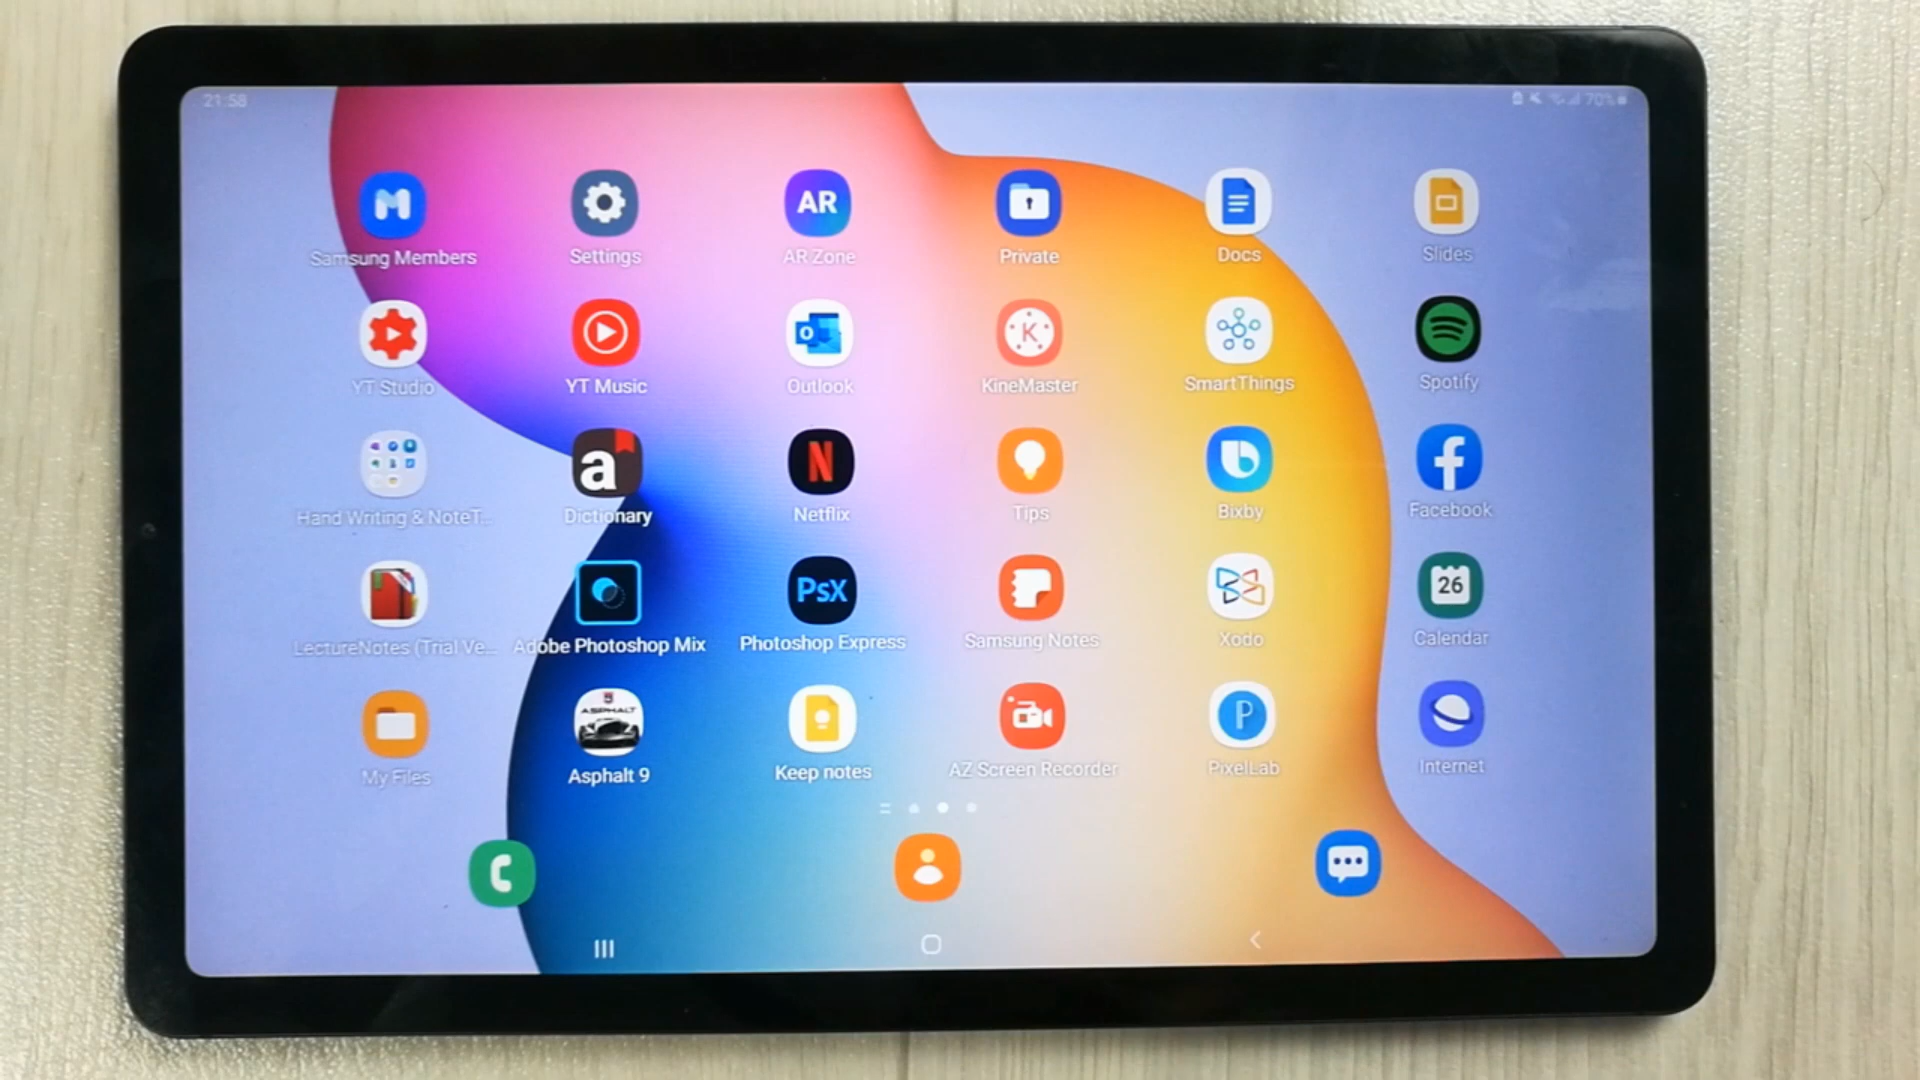 21:58 70%
AR
Samsung Members Settings AR Zone Private Docs Slides
K
YT Studio YT Music Outlook KineMaster SmartThings Spotify
a N
Hand Writing & NoteT... Dictionary Netflix Tips Bixby Facebook
PsX 26
LectureNotes (Trial Ve... Adobe Photoshop Mix Photoshop Express Samsung Notes Xodo Calendar
ASPHALT P
My Files Asphalt 9 Keep notes AZ Screen Recorder PixelLab Internet